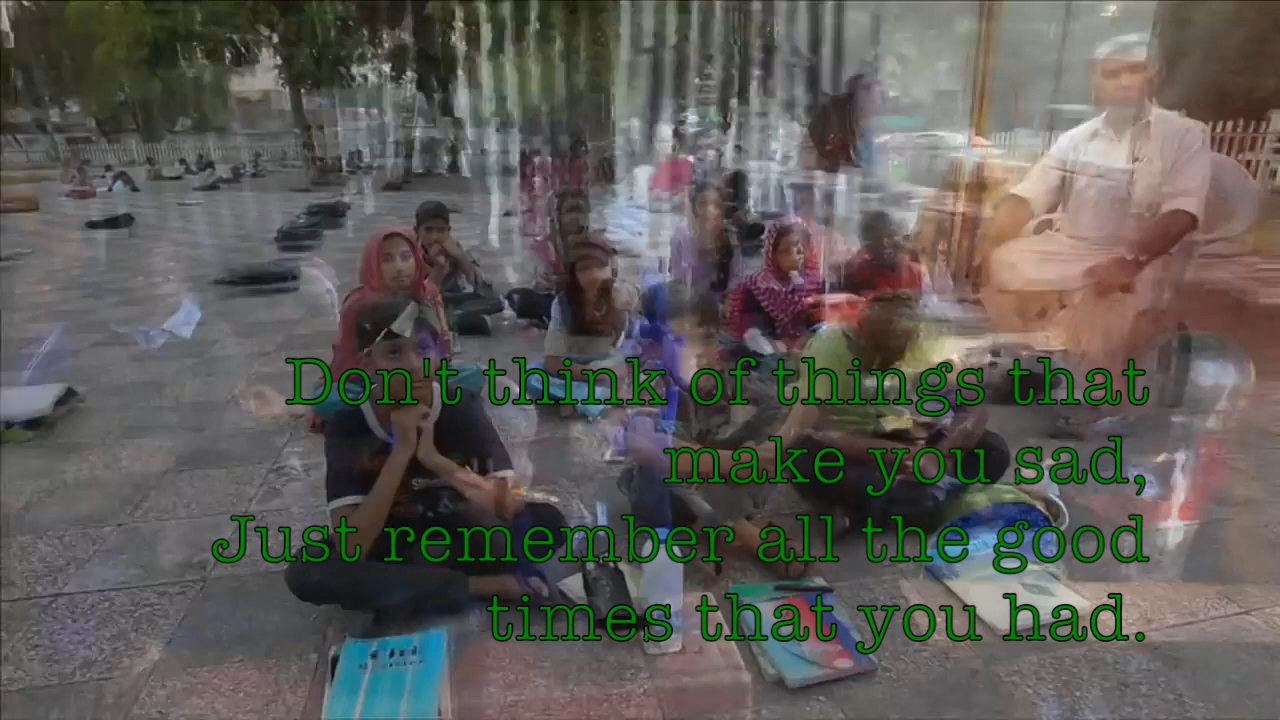 Don't think of things that
make you sad,
Just remember all the good
times that you had.